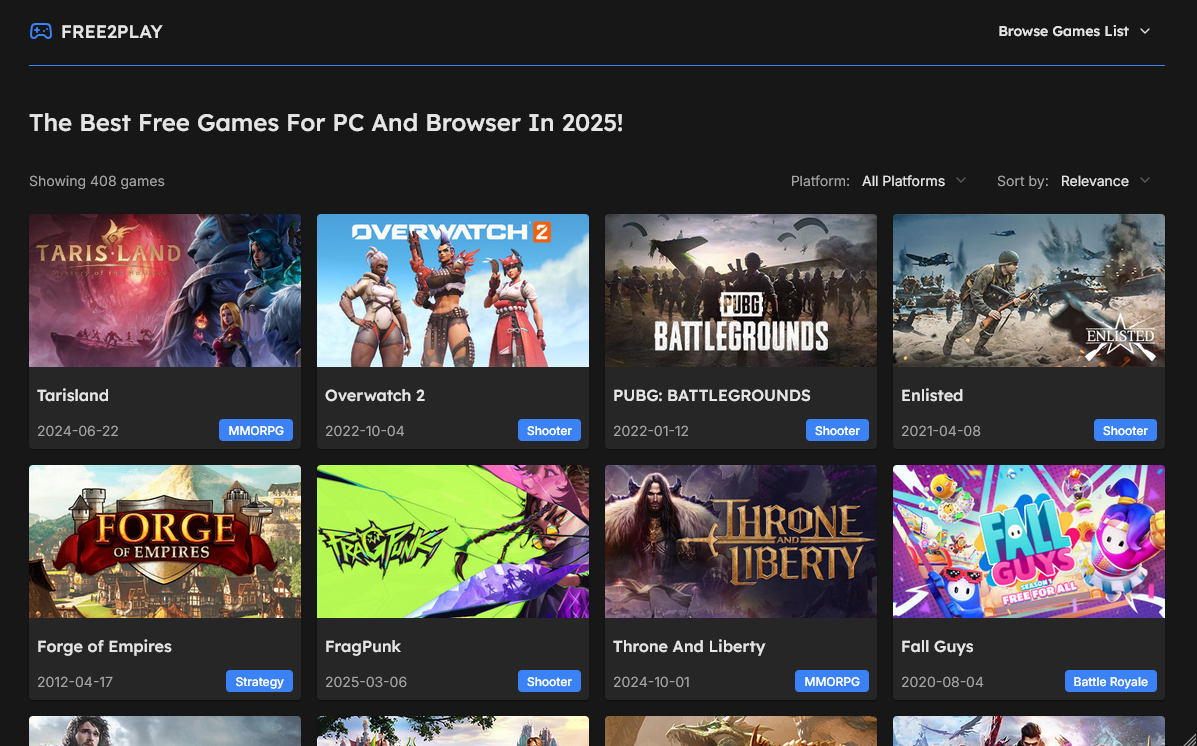 FREE2PLAY
Browse Games List
The Best Free Games For PC And Browser In 2025!
Showing 408 games
Platform: All Platforms
Sort by: Relevance
TARISLAND
OVERWATCH 2
PUBG
BATTLEGROUNDS
ENLISTED
Tarisland
2024-06-22
MMORPG
Overwatch 2
2022-10-04
Shooter
PUBG: BATTLEGROUNDS
2022-01-12
Shooter
Enlisted
2021-04-08
Shooter
FORGE
OF EMPIRES
FRAGPUNK
THRONE
AND
LIBERTY
FALL
GUYS
SEASON 1
FREE FOR ALL
Forge of Empires
2012-04-17
Strategy
FragPunk
2025-03-06
Shooter
Throne And Liberty
2024-10-01
MMORPG
Fall Guys
2020-08-04
Battle Royale